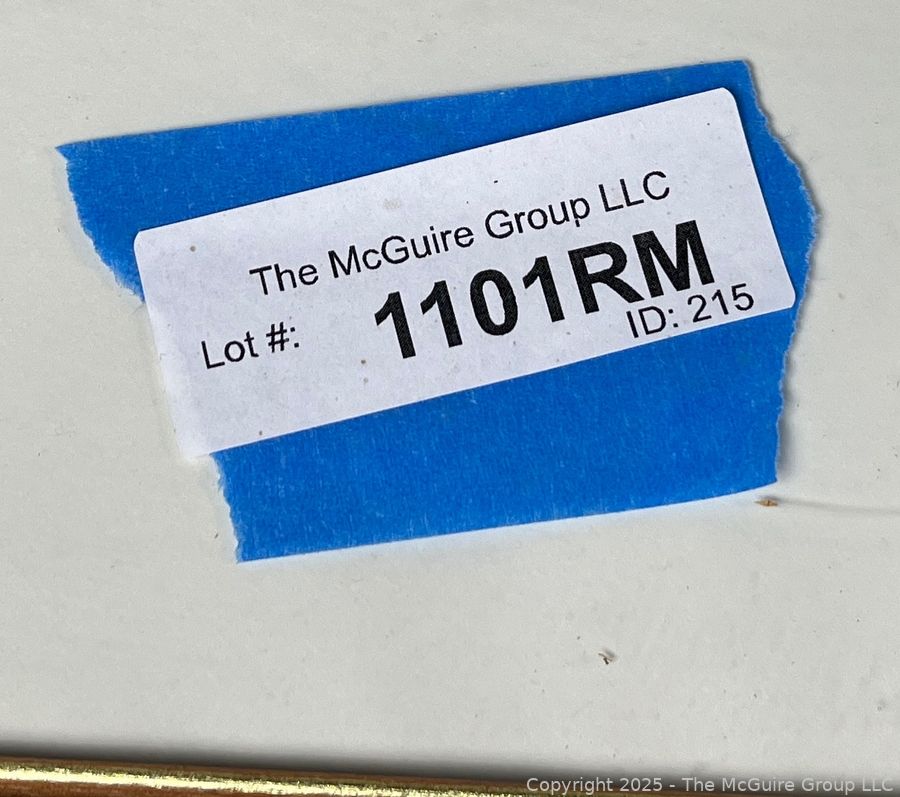 The McGuire Group LLC
Lot #: 1101RM
ID: 215
Copyright 2025 - The McGuire Group LLC